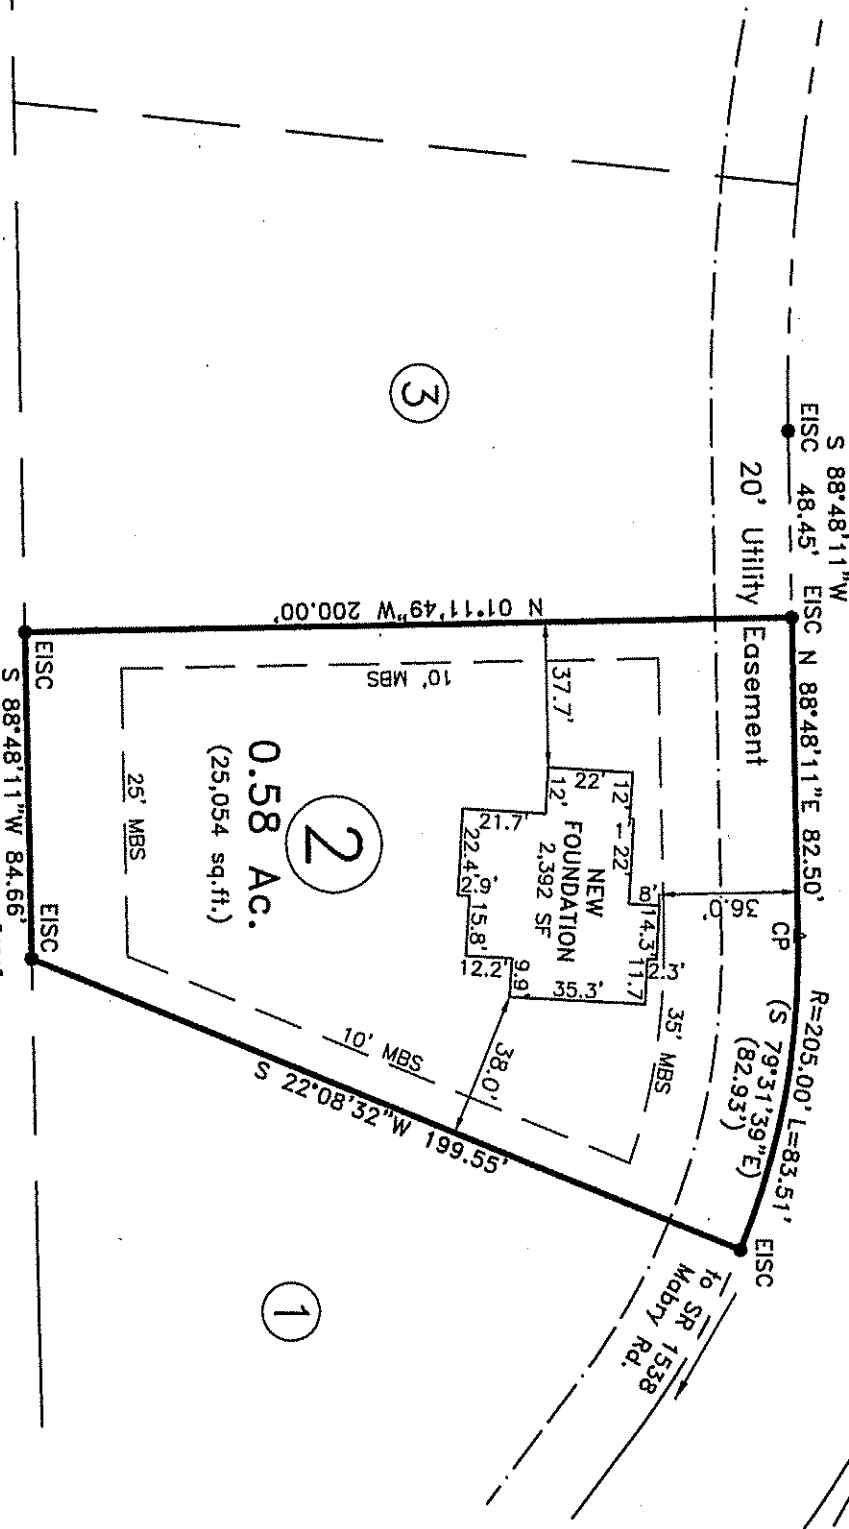 S 88°48'11"W
48.45'
EISC
EISC
N 88°48'11"E 82.50'
20' Utility Easement
CP
R=205.00' L=83.51'
(S 79°31'39"E)
(82.93')
EISC
to SR 1538
Mabry Rd.
3
N 01°11'49"W 200.00'
10' MBS
37.7'
22'
12'
12'
22'
8'
36.0'
14.3'
2.3'
11.7
35.3'
9.9'
12.2'
15.8'
2.9'
22.4'
21.7'
NEW
FOUNDATION
2,392 SF
35' MBS
38.0'
2
0.58 Ac.
(25,054 sq.ft.)
25' MBS
10' MBS
S 22°08'32"W 199.55'
EISC
S 88°48'11"W 84.66'
EISC
1